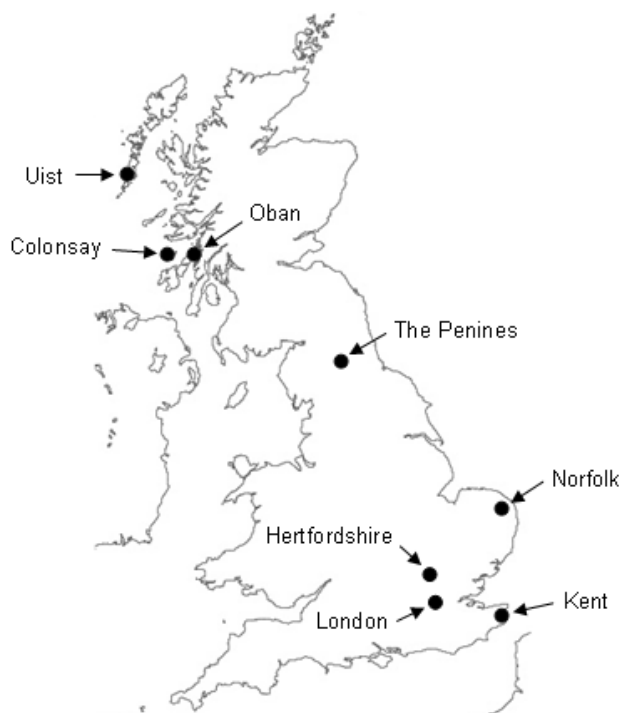 Uist
Oban
Colonsay
The Penines
Norfolk
Hertfordshire
London
Kent